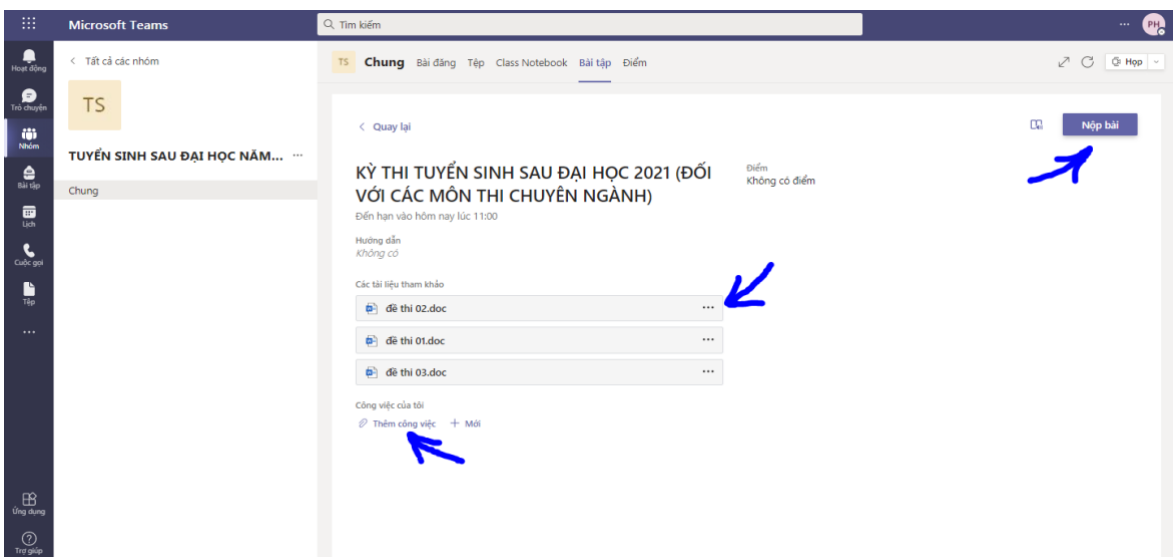 Microsoft Teams
Tìm kiếm
PH
Hoạt động
Trò chuyện
Nhóm
Bài tập
Lịch
Cuộc gọi
Tệp
Ứng dụng
Trợ giúp
Tất cả các nhóm
TS
TUYỂN SINH SAU ĐẠI HỌC NĂM...
Chung
TS Chung Bài đăng Tệp Class Notebook Bài tập Điểm
Họp
Quay lại
Nộp bài
KỲ THI TUYỂN SINH SAU ĐẠI HỌC 2021 (ĐỐI
VỚI CÁC MÔN THI CHUYÊN NGÀNH)
Đến hạn vào hôm nay lúc 11:00
Điểm
Không có điểm
Hướng dẫn
Không có
Các tài liệu tham khảo
đề thi 02.doc
đề thi 01.doc
đề thi 03.doc
Công việc của tôi
Thêm công việc + Mới